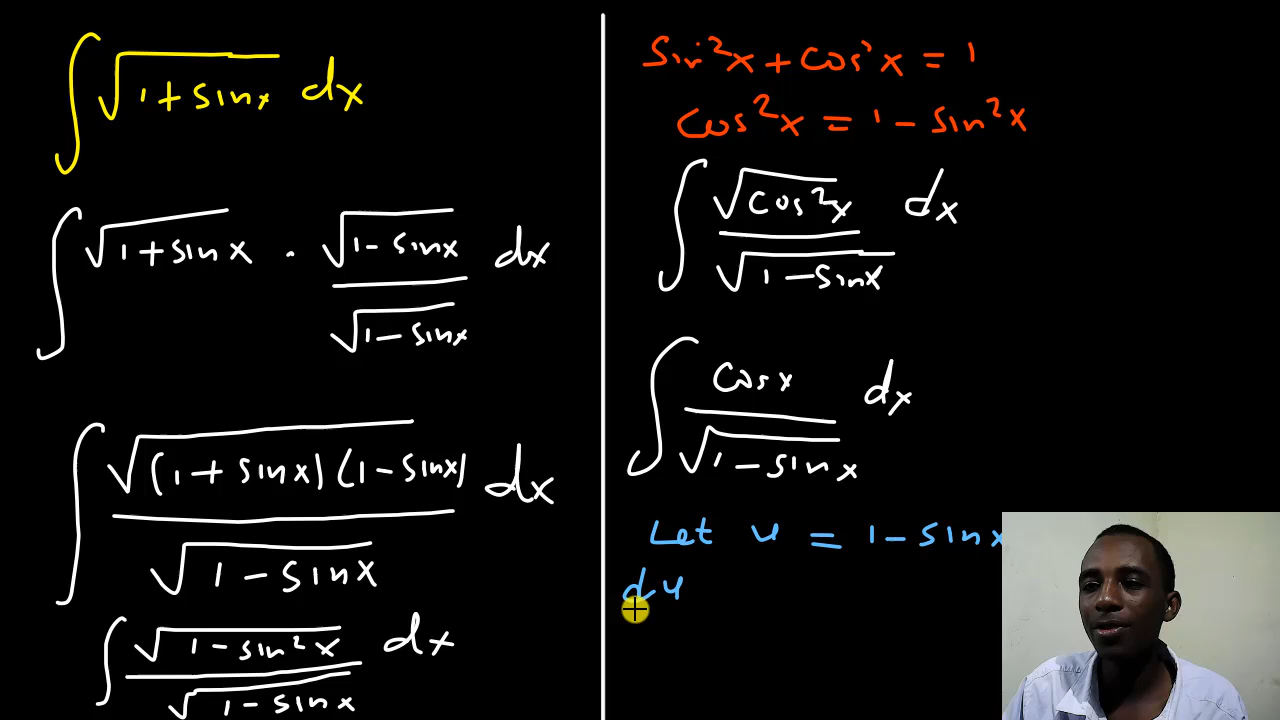 ∫ √(1 + sinx) dx
∫ √(1 + sinx) · √(1 - sinx) / √(1 - sinx) dx
∫ √((1 + sinx)(1 - sinx)) / √(1 - sinx) dx
∫ √(1 - sin²x) / √(1 - sinx) dx
Sin²x + cos²x = 1
cos²x = 1 - sin²x
∫ √(cos²x) / √(1 - sinx) dx
∫ cosx / √(1 - sinx) dx
Let u = 1 - sinx
du